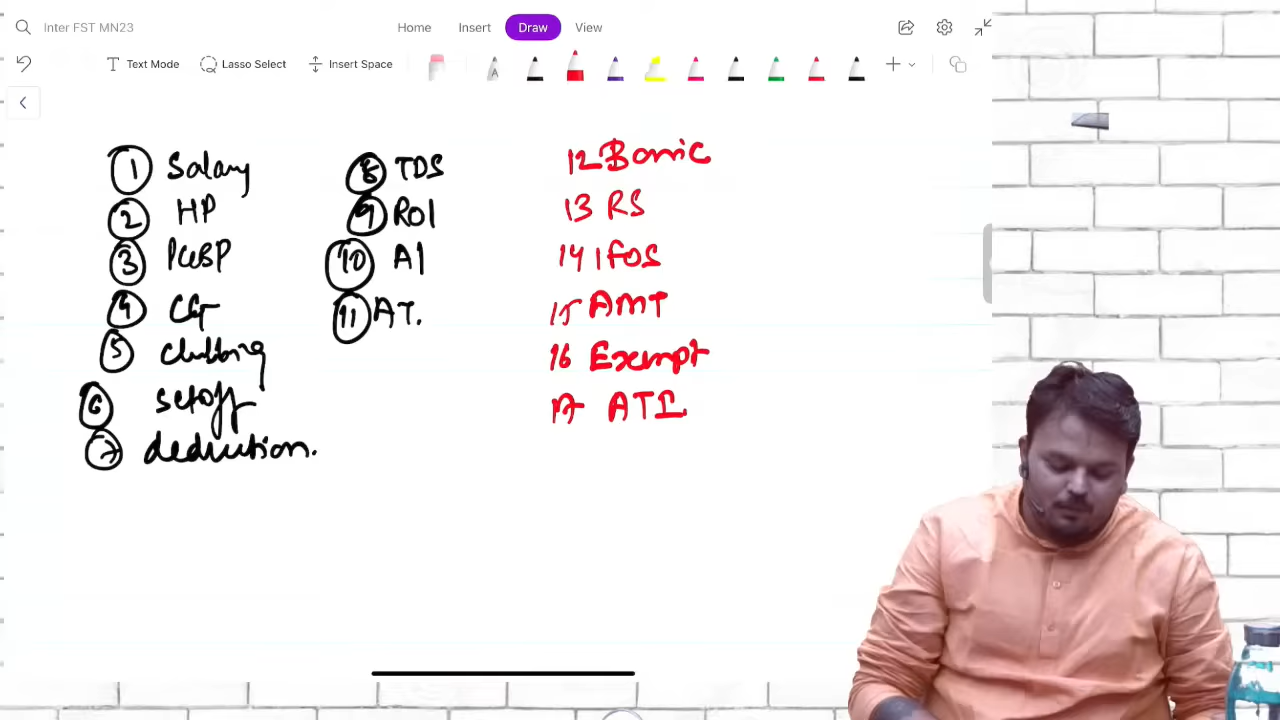 Inter FST MN23
Home Insert Draw View
Text Mode Lasso Select Insert Space
1 Salary
2 HP
3 PGBP
4 CG
5 Clubbing
6 setoff
7 deduction.
8 TDS
9 ROI
10 AI
11 AT.
12 Basic
13 RS
14 IFOS
15 AMT
16 Exempt
17 ATI